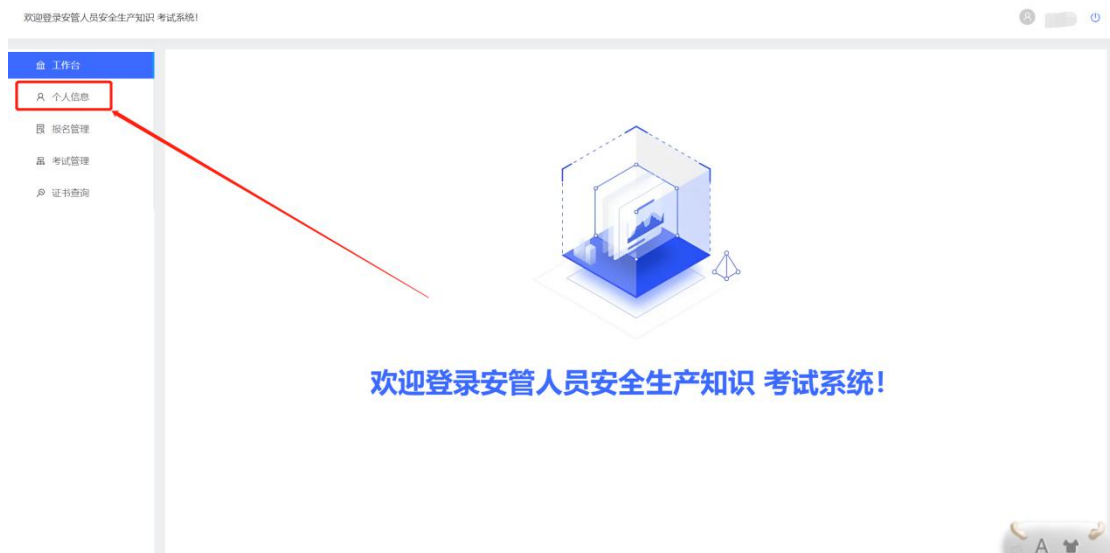 欢迎登录安管人员安全生产知识 考试系统!
工作台
个人信息
报名管理
考试管理
证书查询
欢迎登录安管人员安全生产知识 考试系统!
A